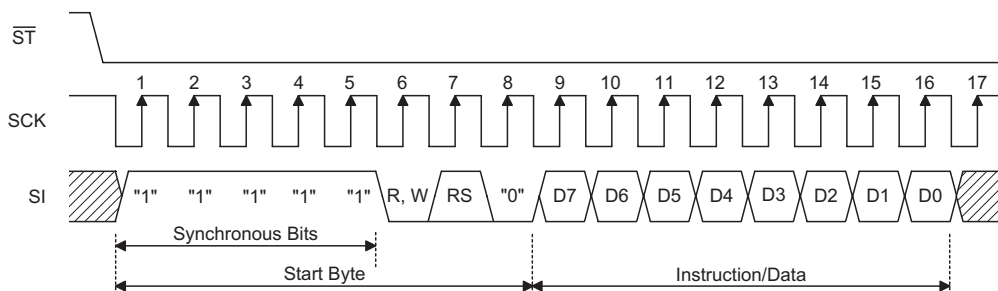 ST
1 2 3 4 5 6 7 8 9 10 11 12 13 14 15 16 17
SCK
SI "1" "1" "1" "1" "1" R, W RS "0" D7 D6 D5 D4 D3 D2 D1 D0
Synchronous Bits
Start Byte Instruction/Data